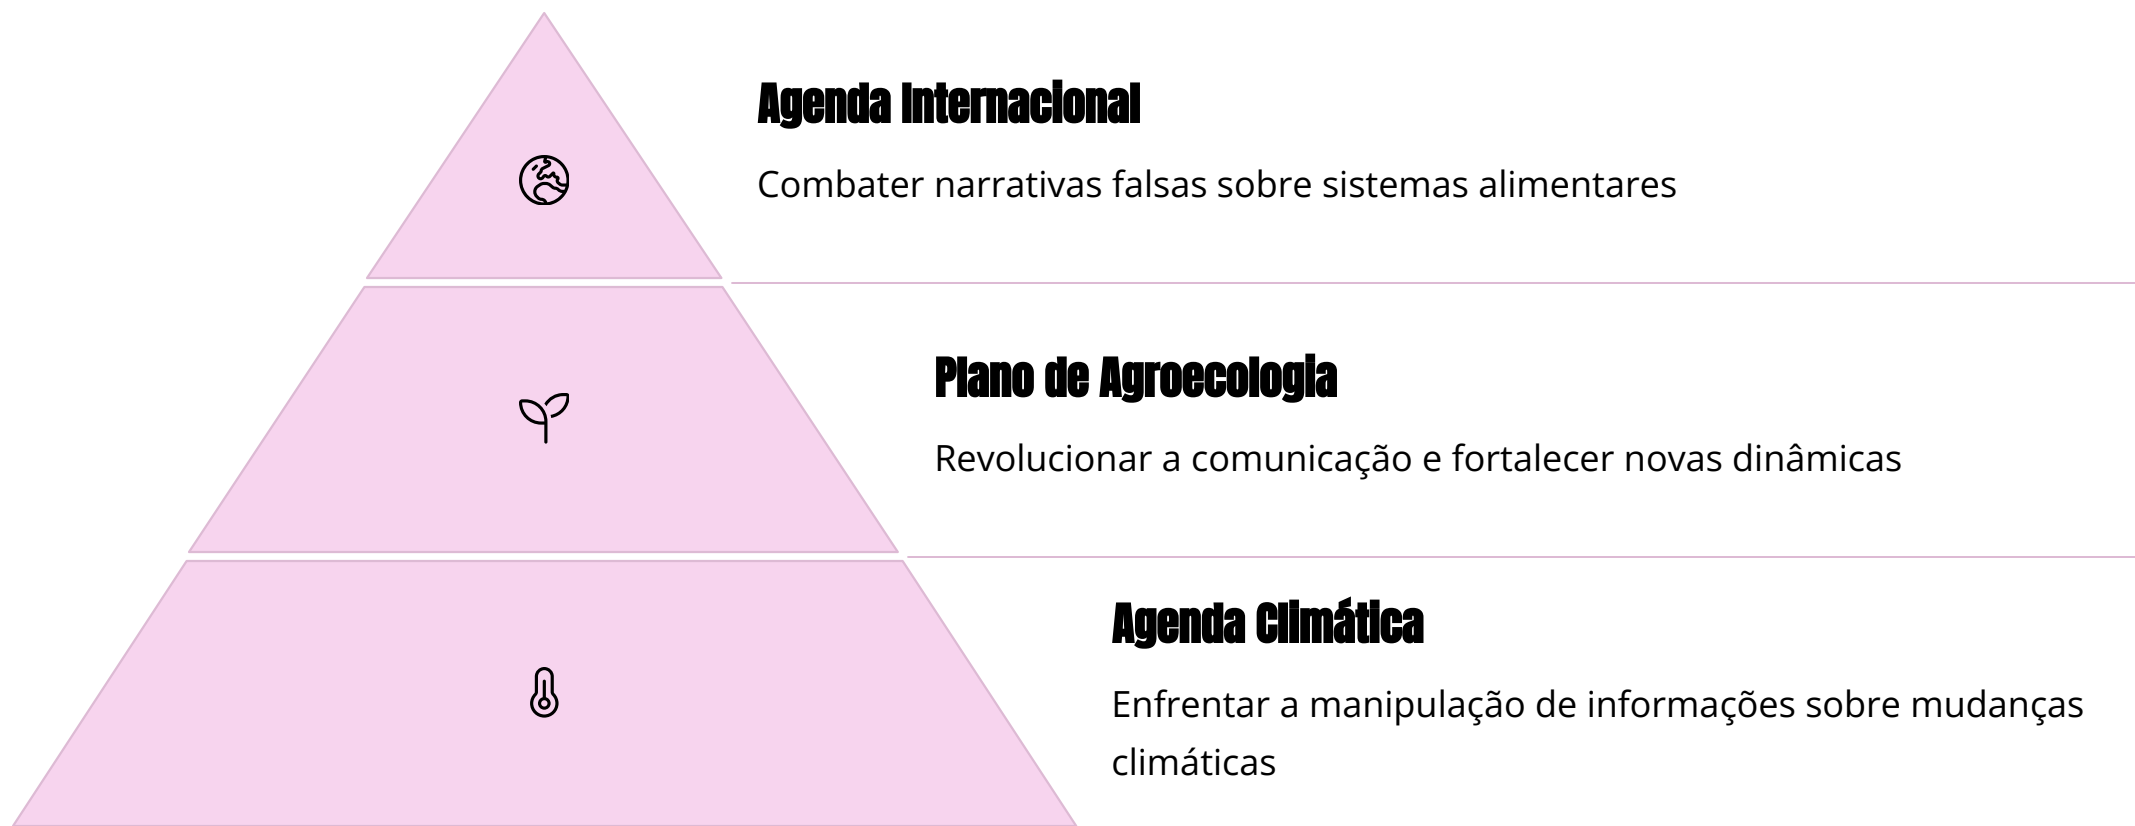 Agenda Internacional
Combater narrativas falsas sobre sistemas alimentares
Plano de Agroecologia
Revolucionar a comunicação e fortalecer novas dinâmicas
Agenda Climática
Enfrentar a manipulação de informações sobre mudanças
climáticas